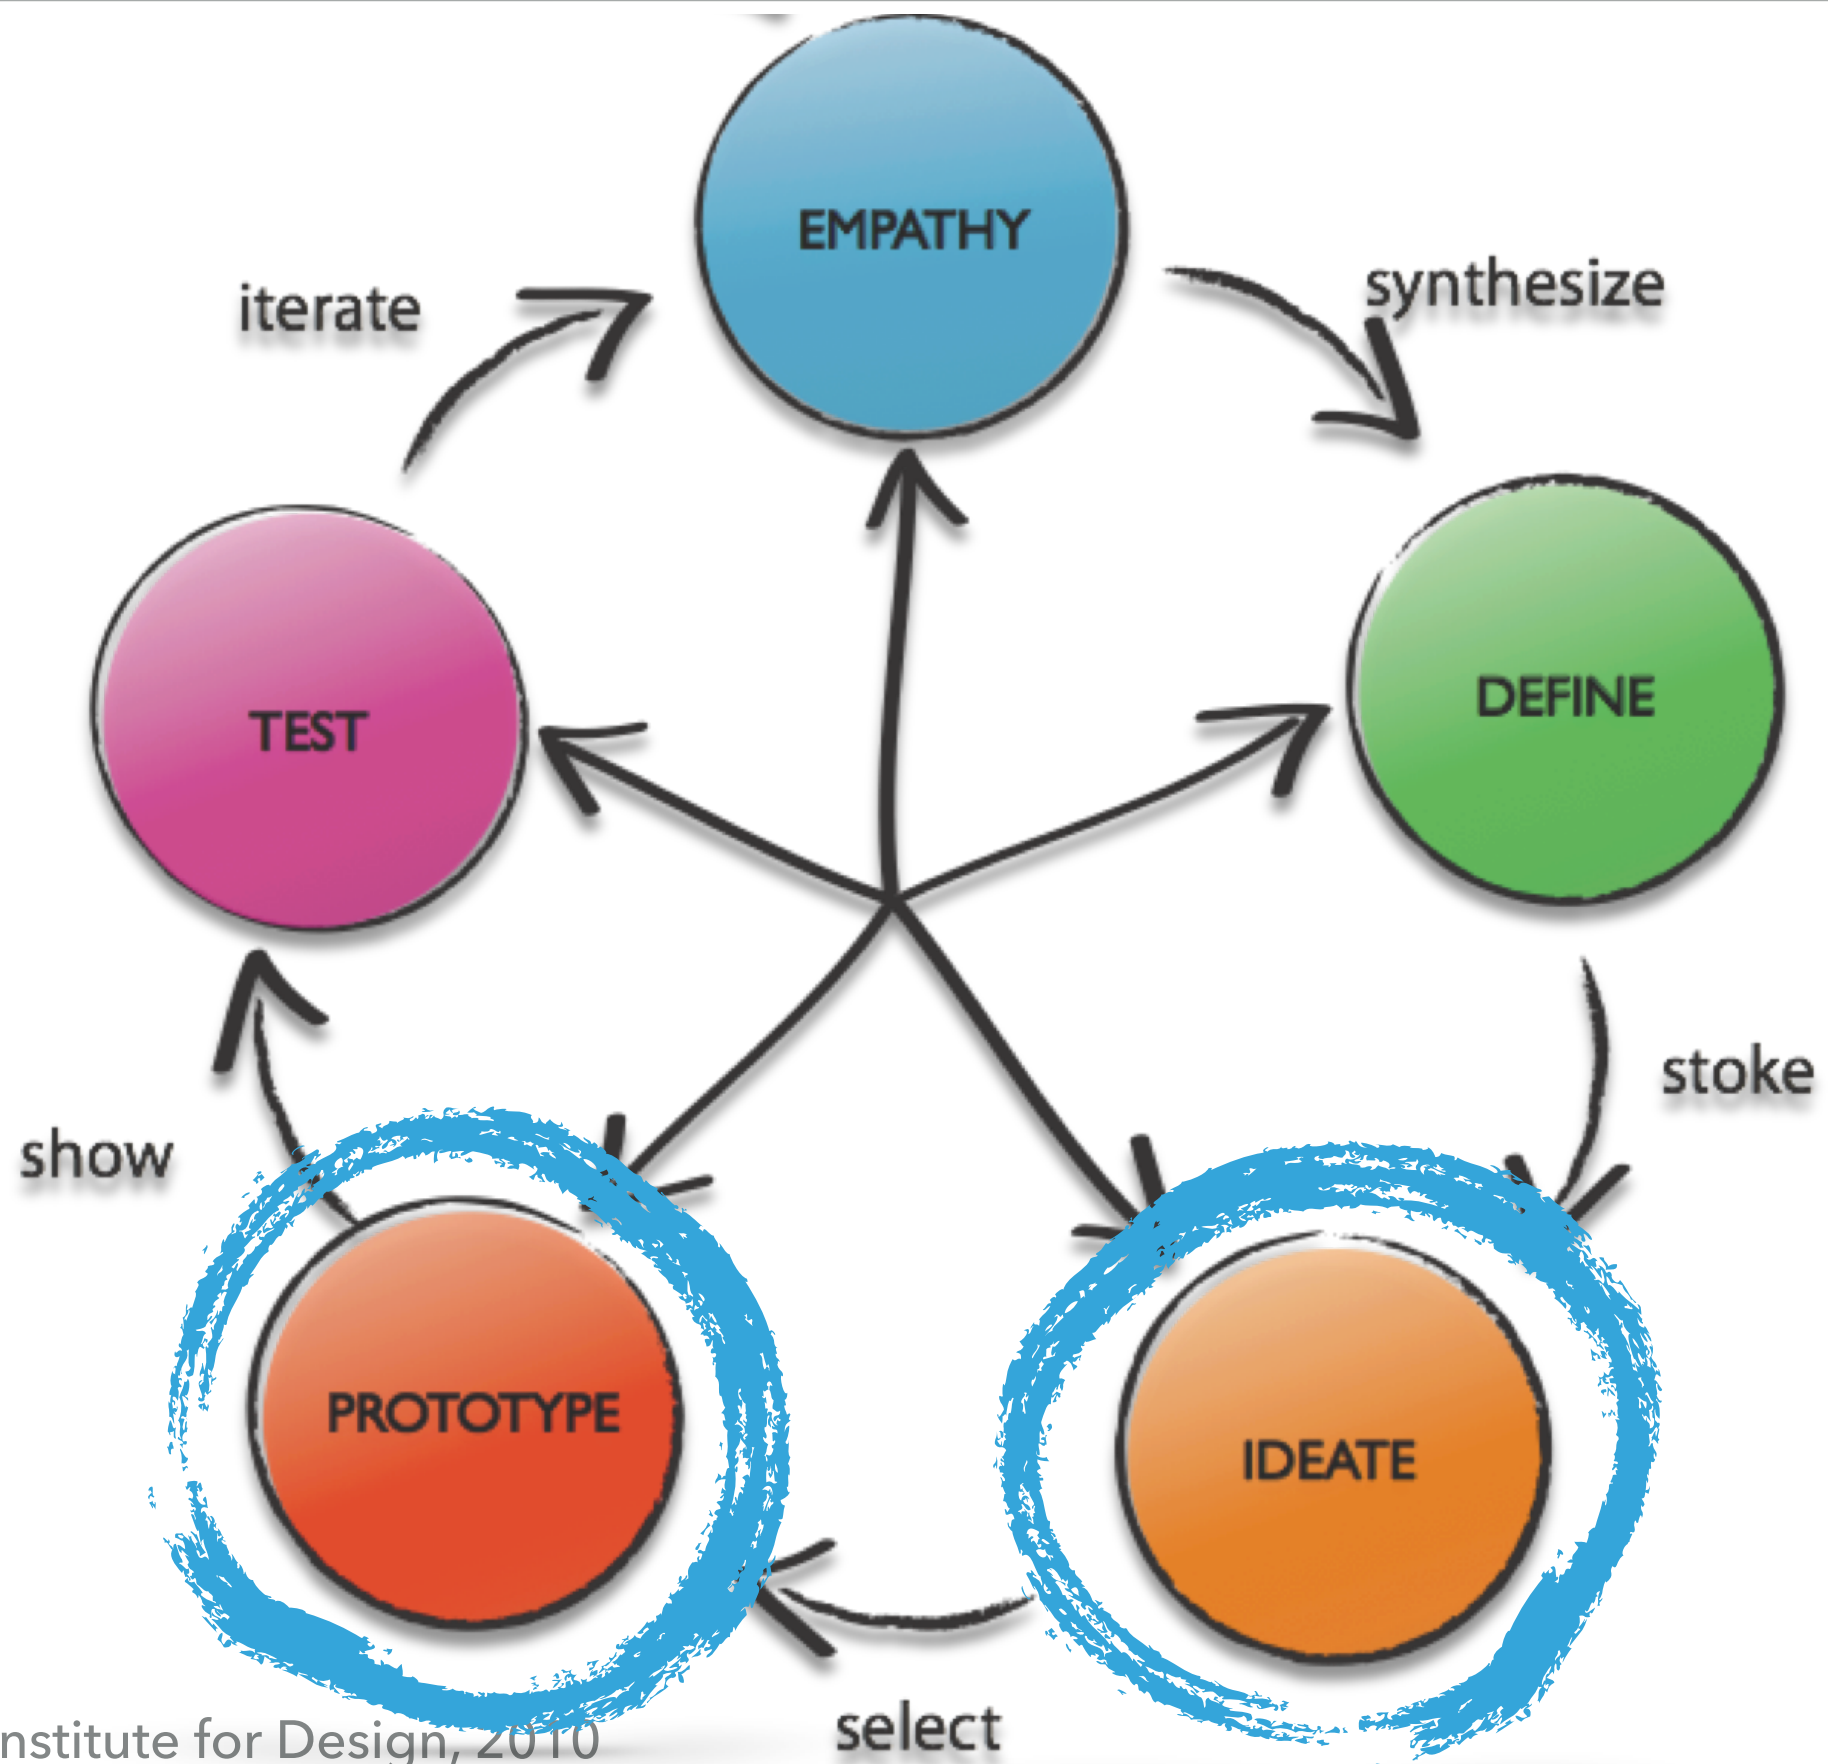 EMPATHY
synthesize
iterate
DEFINE
TEST
stoke
show
PROTOTYPE
IDEATE
select
nstitute for Design, 2010